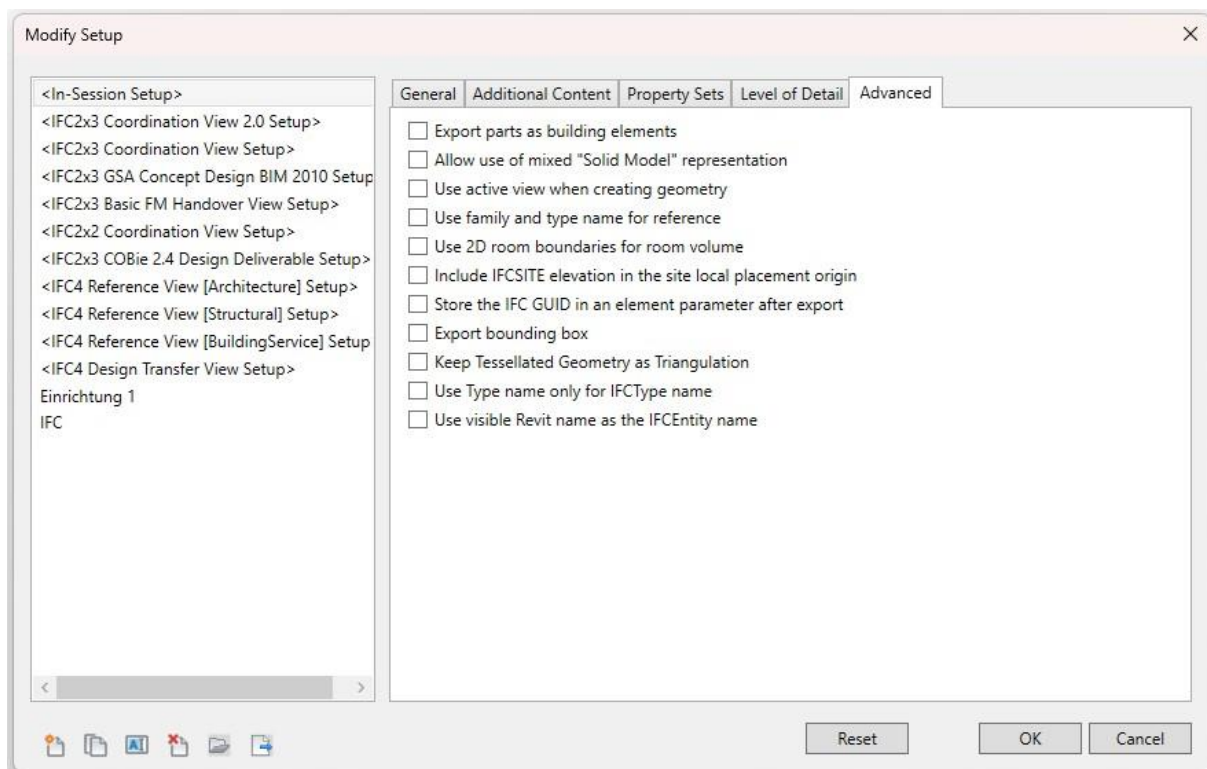 Modify Setup
<In-Session Setup>
<IFC2x3 Coordination View 2.0 Setup>
<IFC2x3 Coordination View Setup>
<IFC2x3 GSA Concept Design BIM 2010 Setup
<IFC2x3 Basic FM Handover View Setup>
<IFC2x2 Coordination View Setup>
<IFC2x3 COBie 2.4 Design Deliverable Setup>
<IFC4 Reference View [Architecture] Setup>
<IFC4 Reference View [Structural] Setup>
<IFC4 Reference View [BuildingService] Setup
<IFC4 Design Transfer View Setup>
Einrichtung 1
IFC
General Additional Content Property Sets Level of Detail Advanced
Export parts as building elements
Allow use of mixed "Solid Model" representation
Use active view when creating geometry
Use family and type name for reference
Use 2D room boundaries for room volume
Include IFCSITE elevation in the site local placement origin
Store the IFC GUID in an element parameter after export
Export bounding box
Keep Tessellated Geometry as Triangulation
Use Type name only for IFCType name
Use visible Revit name as the IFCEntity name
Reset OK Cancel